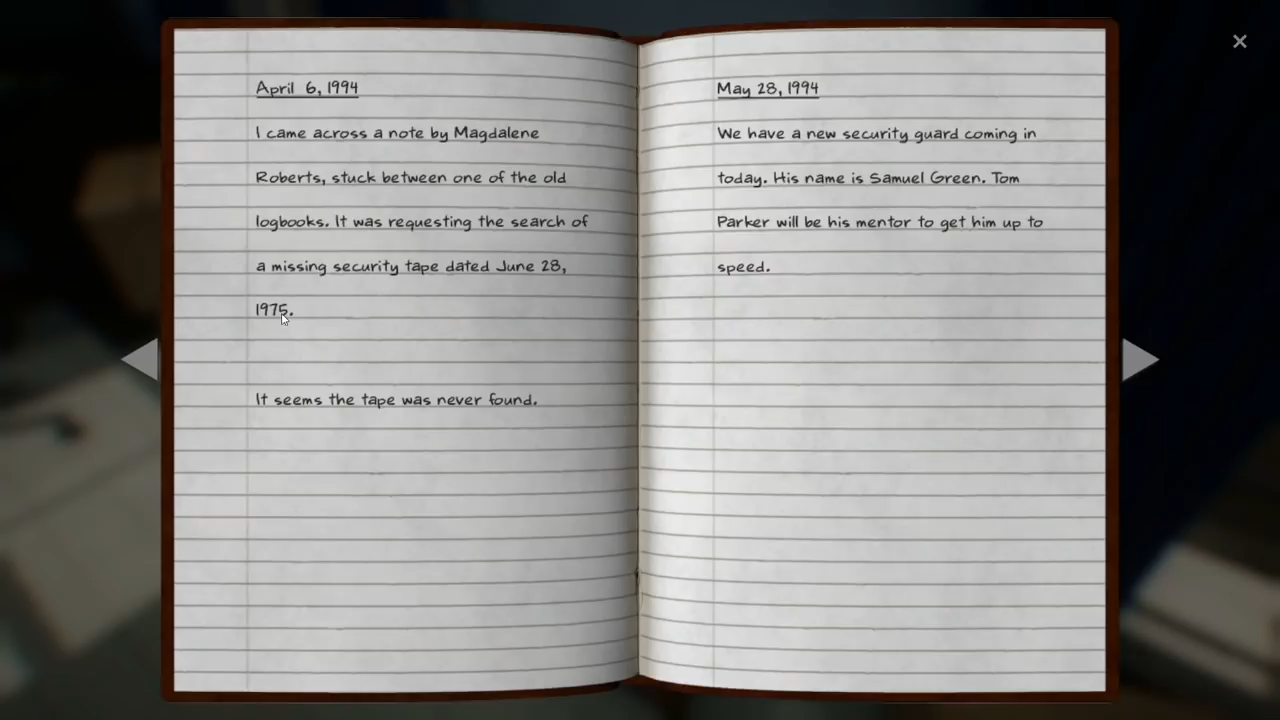 April 6, 1994
I came across a note by Magdalene
Roberts, stuck between one of the old
logbooks. It was requesting the search of
a missing security tape dated June 28,
1975.
It seems the tape was never found.
May 28, 1994
We have a new security guard coming in
today. His name is Samuel Green. Tom
Parker will be his mentor to get him up to
speed.